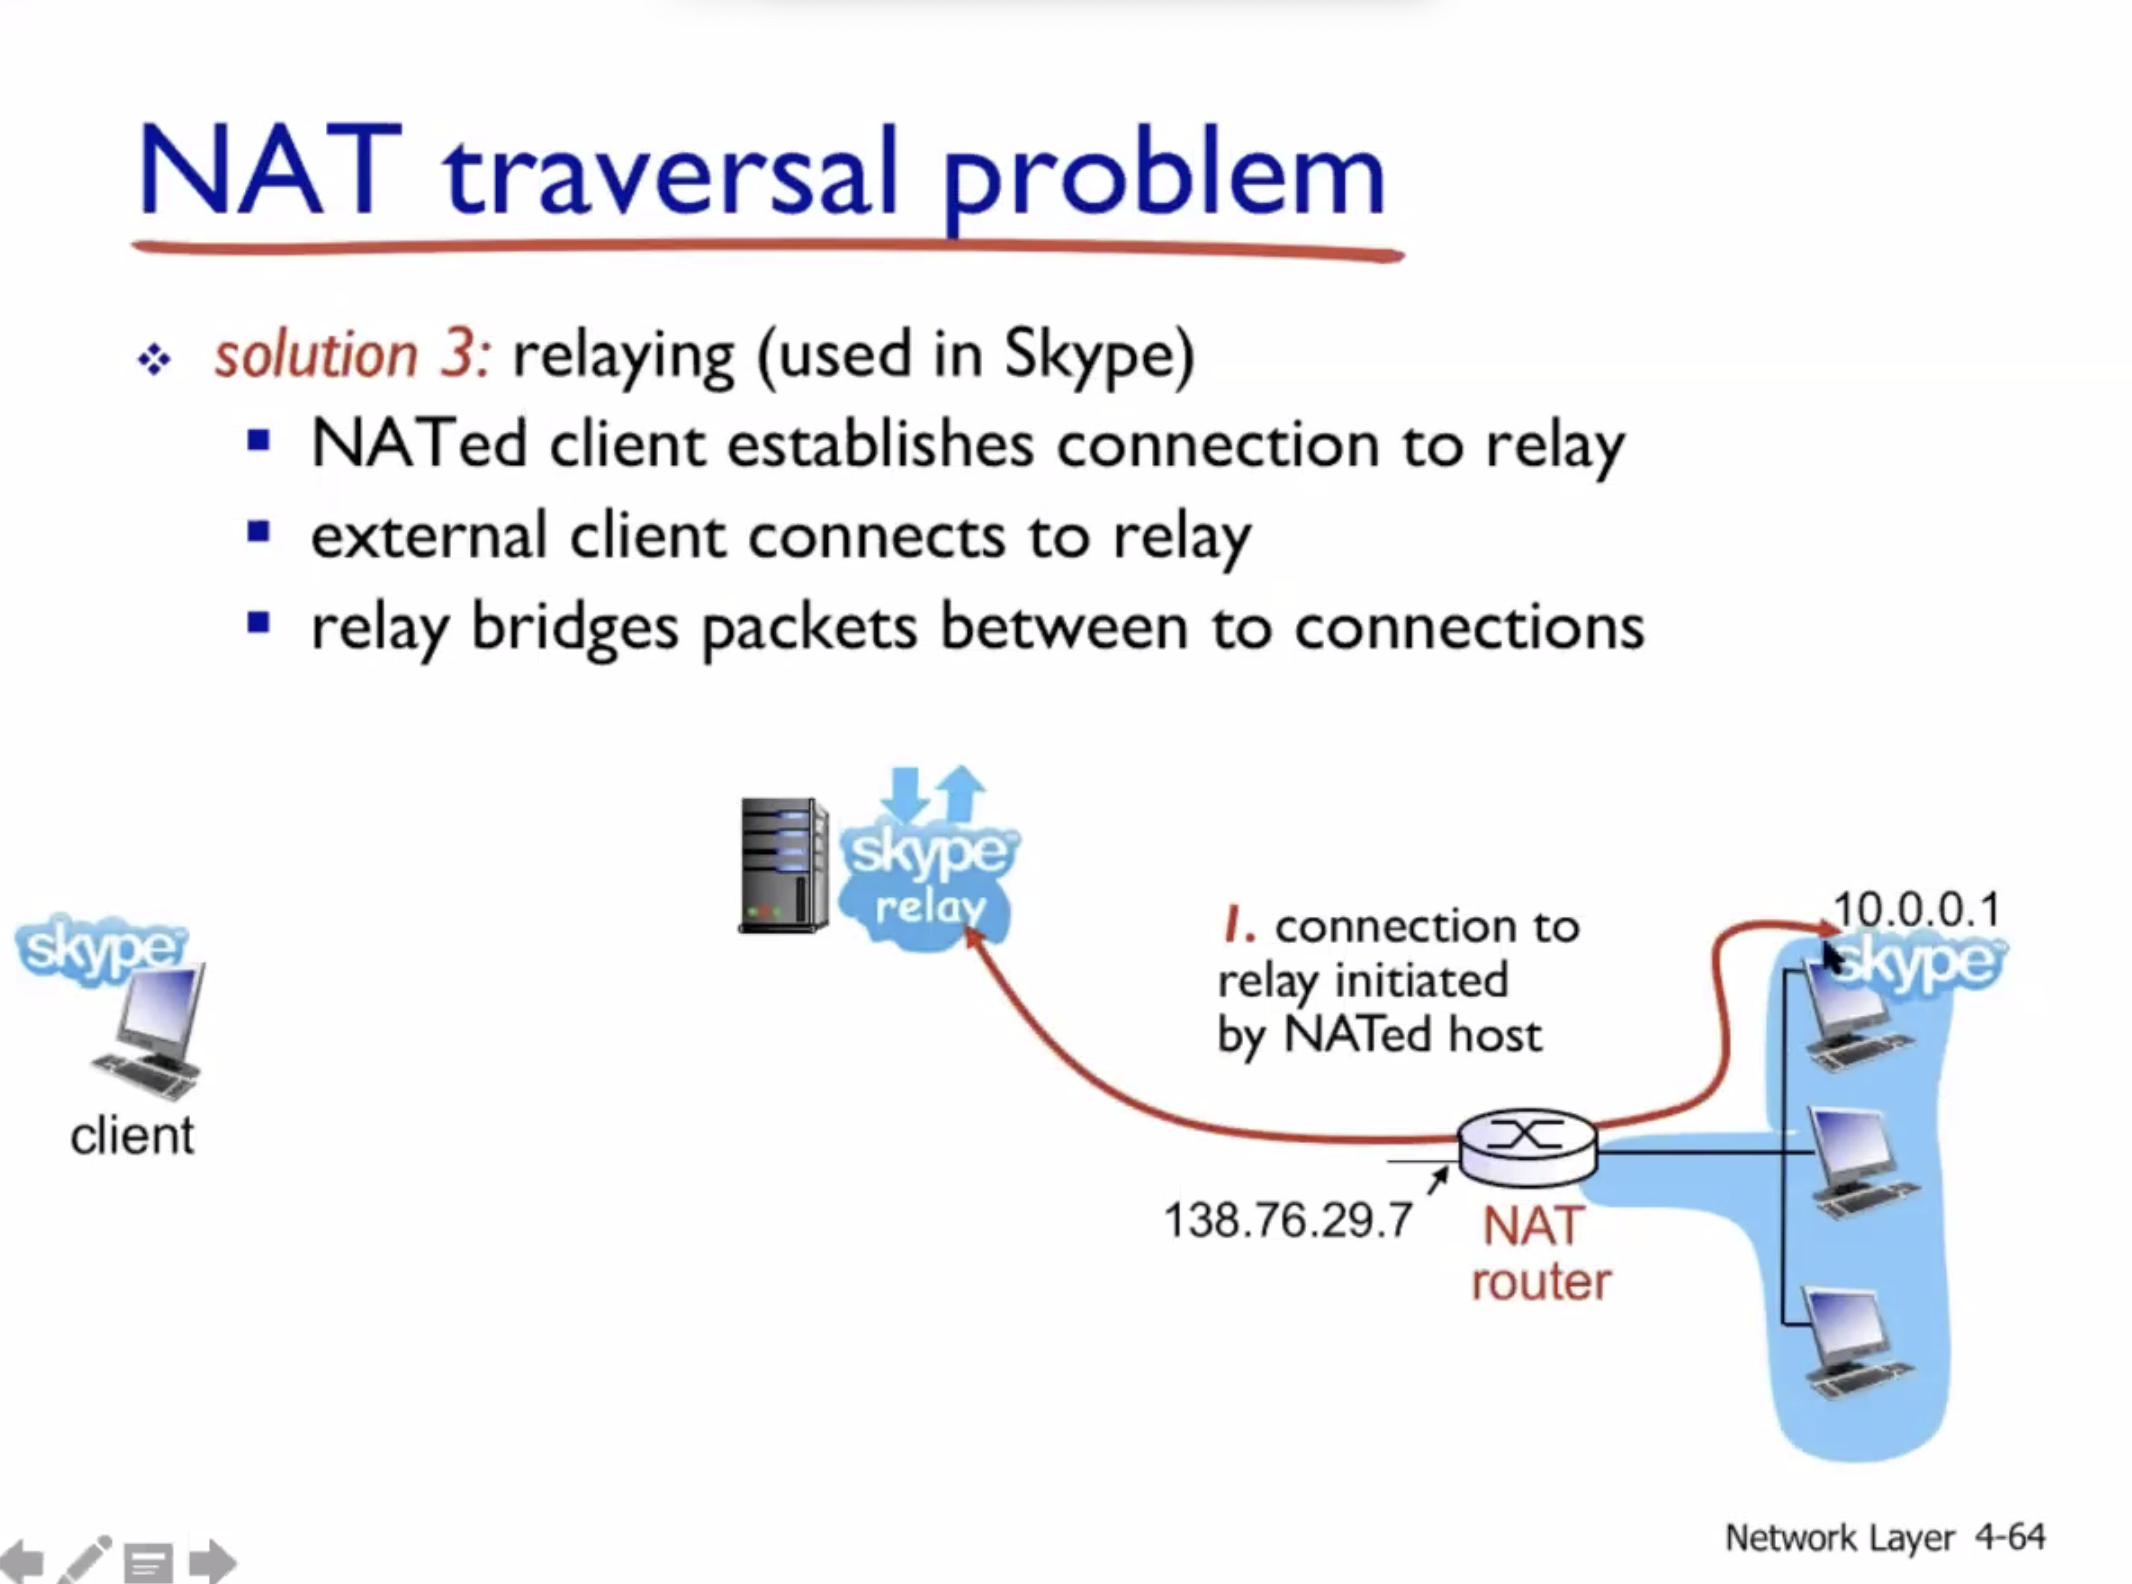 NAT traversal problem
solution 3: relaying (used in Skype)
NATed client establishes connection to relay
external client connects to relay
relay bridges packets between to connections
skype
relay
1. connection to
relay initiated
by NATed host
10.0.0.1
skype
skype
client
138.76.29.7
NAT
router
Network Layer 4-64